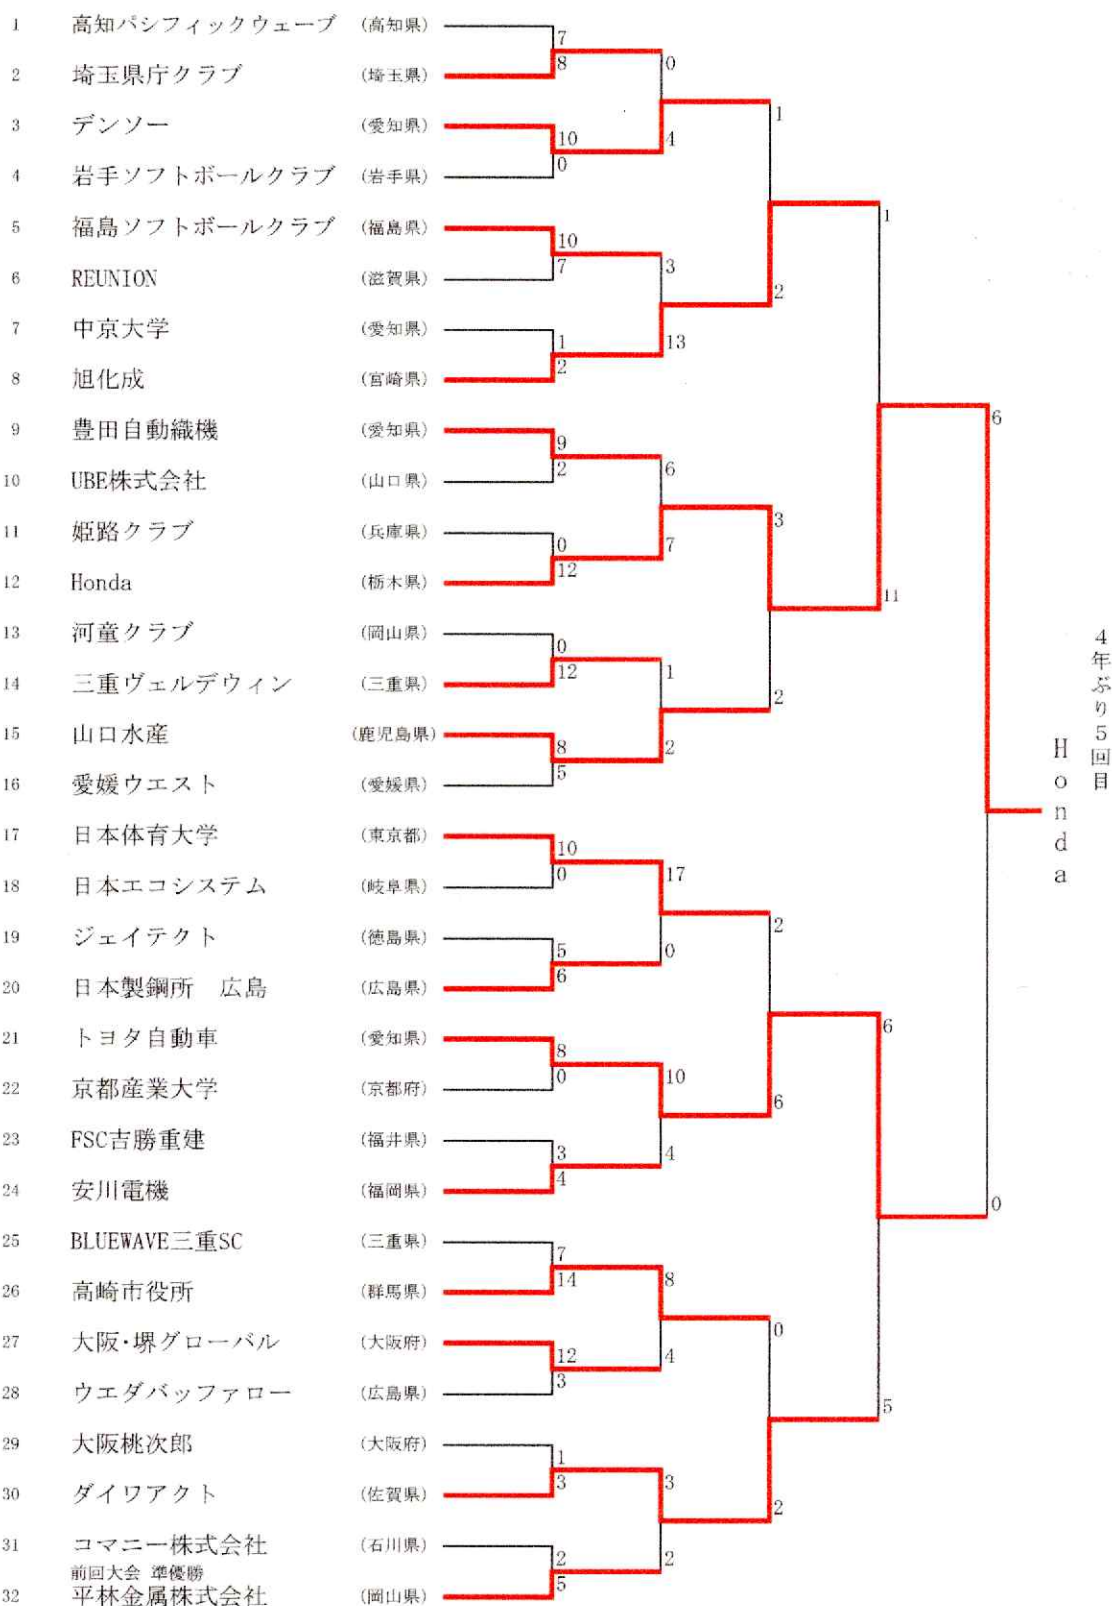 1 高知パシフィックウェーブ (高知県)
7
8
0
2 埼玉県庁クラブ (埼玉県)
1
3 デンソー (愛知県)
10
4
0
4 岩手ソフトボールクラブ (岩手県)
1
5 福島ソフトボールクラブ (福島県)
10
7
3
6 REUNION (滋賀県)
2
7 中京大学 (愛知県)
1
13
2
8 旭化成 (宮崎県)
6
9 豊田自動織機 (愛知県)
9
2
6
10 UBE株式会社 (山口県)
3
11 姫路クラブ (兵庫県)
0
7
12
12 Honda (栃木県)
11
13 河童クラブ (岡山県)
0
12
1
14 三重ヴェルデウィン (三重県)
2
15 山口水産 (鹿児島県)
8
2
5
16 愛媛ウエスト (愛媛県)
4年ぶり5回目
Honda
17 日本体育大学 (東京都)
10
0
17
18 日本エコシステム (岐阜県)
2
19 ジェイテクト (徳島県)
5
0
6
20 日本製鋼所 広島 (広島県)
6
21 トヨタ自動車 (愛知県)
8
0
10
22 京都産業大学 (京都府)
6
23 FSC吉勝重建 (福井県)
3
4
4
24 安川電機 (福岡県)
0
25 BLUEWAVE三重SC (三重県)
7
14
8
26 高崎市役所 (群馬県)
0
27 大阪・堺グローバル (大阪府)
12
4
3
28 ウエダバッファロー (広島県)
5
29 大阪桃次郎 (大阪府)
1
3
3
30 ダイワアクト (佐賀県)
2
31 コマニー株式会社 (石川県)
2
2
5
前回大会 準優勝
32 平林金属株式会社 (岡山県)